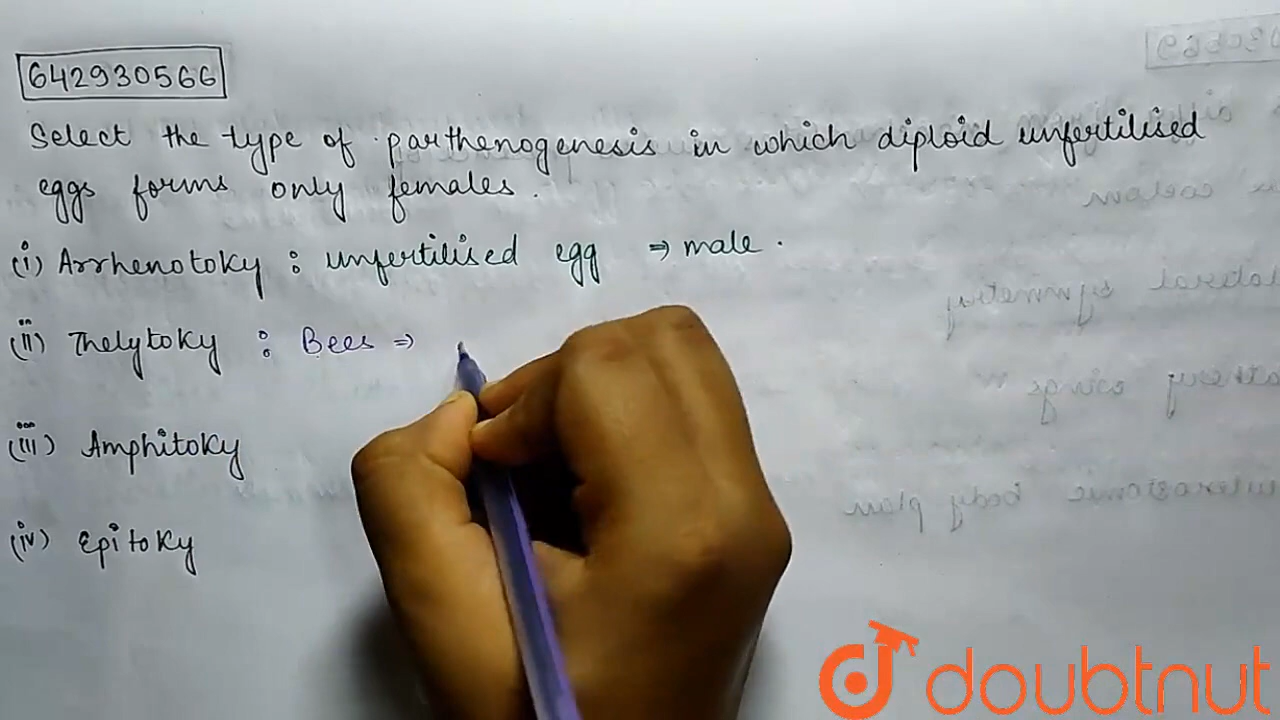 642930566
Select the type of parthenogenesis in which diploid unfertilised
eggs forms only females.
(i) Arrhenotoky : unfertilised egg ⇒ male.
(ii) Thelytoky : Bees ⇒
(iii) Amphitoky
(iv) Epitoky
doubtnut